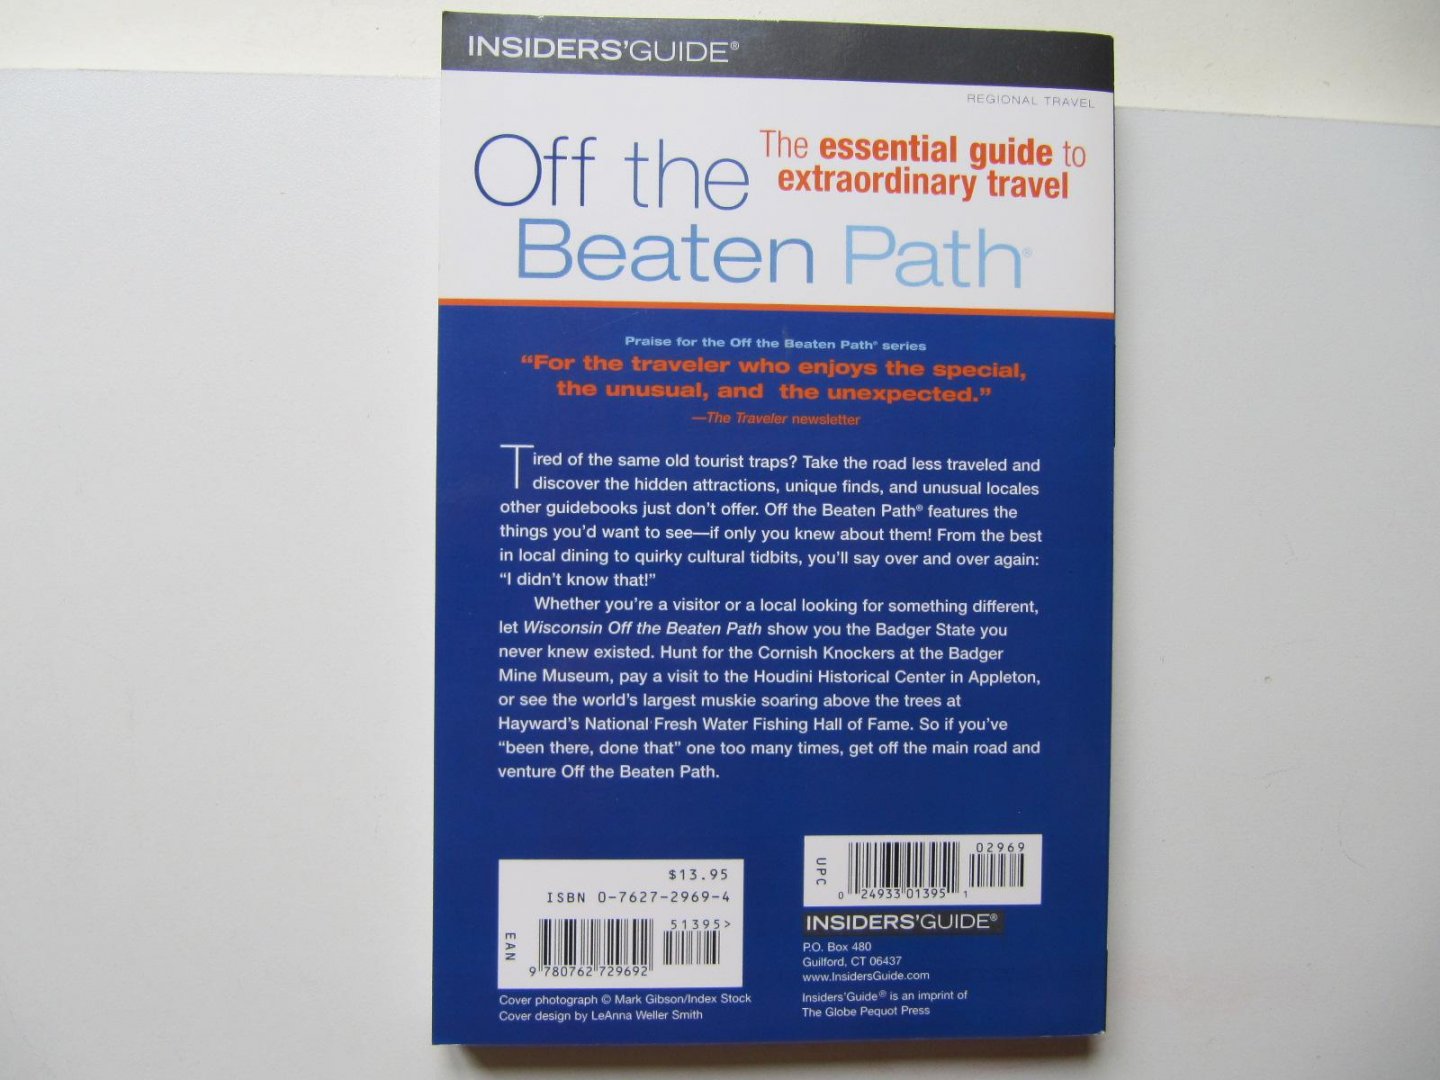 INSIDERS'GUIDE®
REGIONAL TRAVEL
Off the
Beaten Path®
The essential guide to
extraordinary travel
Praise for the Off the Beaten Path® series
“For the traveler who enjoys the special,
the unusual, and the unexpected.”
—The Traveler newsletter
Tired of the same old tourist traps? Take the road less traveled and
discover the hidden attractions, unique finds, and unusual locales
other guidebooks just don't offer. Off the Beaten Path® features the
things you'd want to see—if only you knew about them! From the best
in local dining to quirky cultural tidbits, you'll say over and over again:
“I didn't know that!”
Whether you're a visitor or a local looking for something different,
let Wisconsin Off the Beaten Path show you the Badger State you
never knew existed. Hunt for the Cornish Knockers at the Badger
Mine Museum, pay a visit to the Houdini Historical Center in Appleton,
or see the world's largest muskie soaring above the trees at
Hayward's National Fresh Water Fishing Hall of Fame. So if you've
“been there, done that” one too many times, get off the main road and
venture Off the Beaten Path.
$13.95
ISBN 0-7627-2969-4
51395>
EAN
9 780762 729692
Cover photograph © Mark Gibson/Index Stock
Cover design by LeAnna Weller Smith
UPC
02969
0 24933 01395 1
INSIDERS'GUIDE®
P.O. Box 480
Guilford, CT 06437
www.InsidersGuide.com
Insiders'Guide® is an imprint of
The Globe Pequot Press